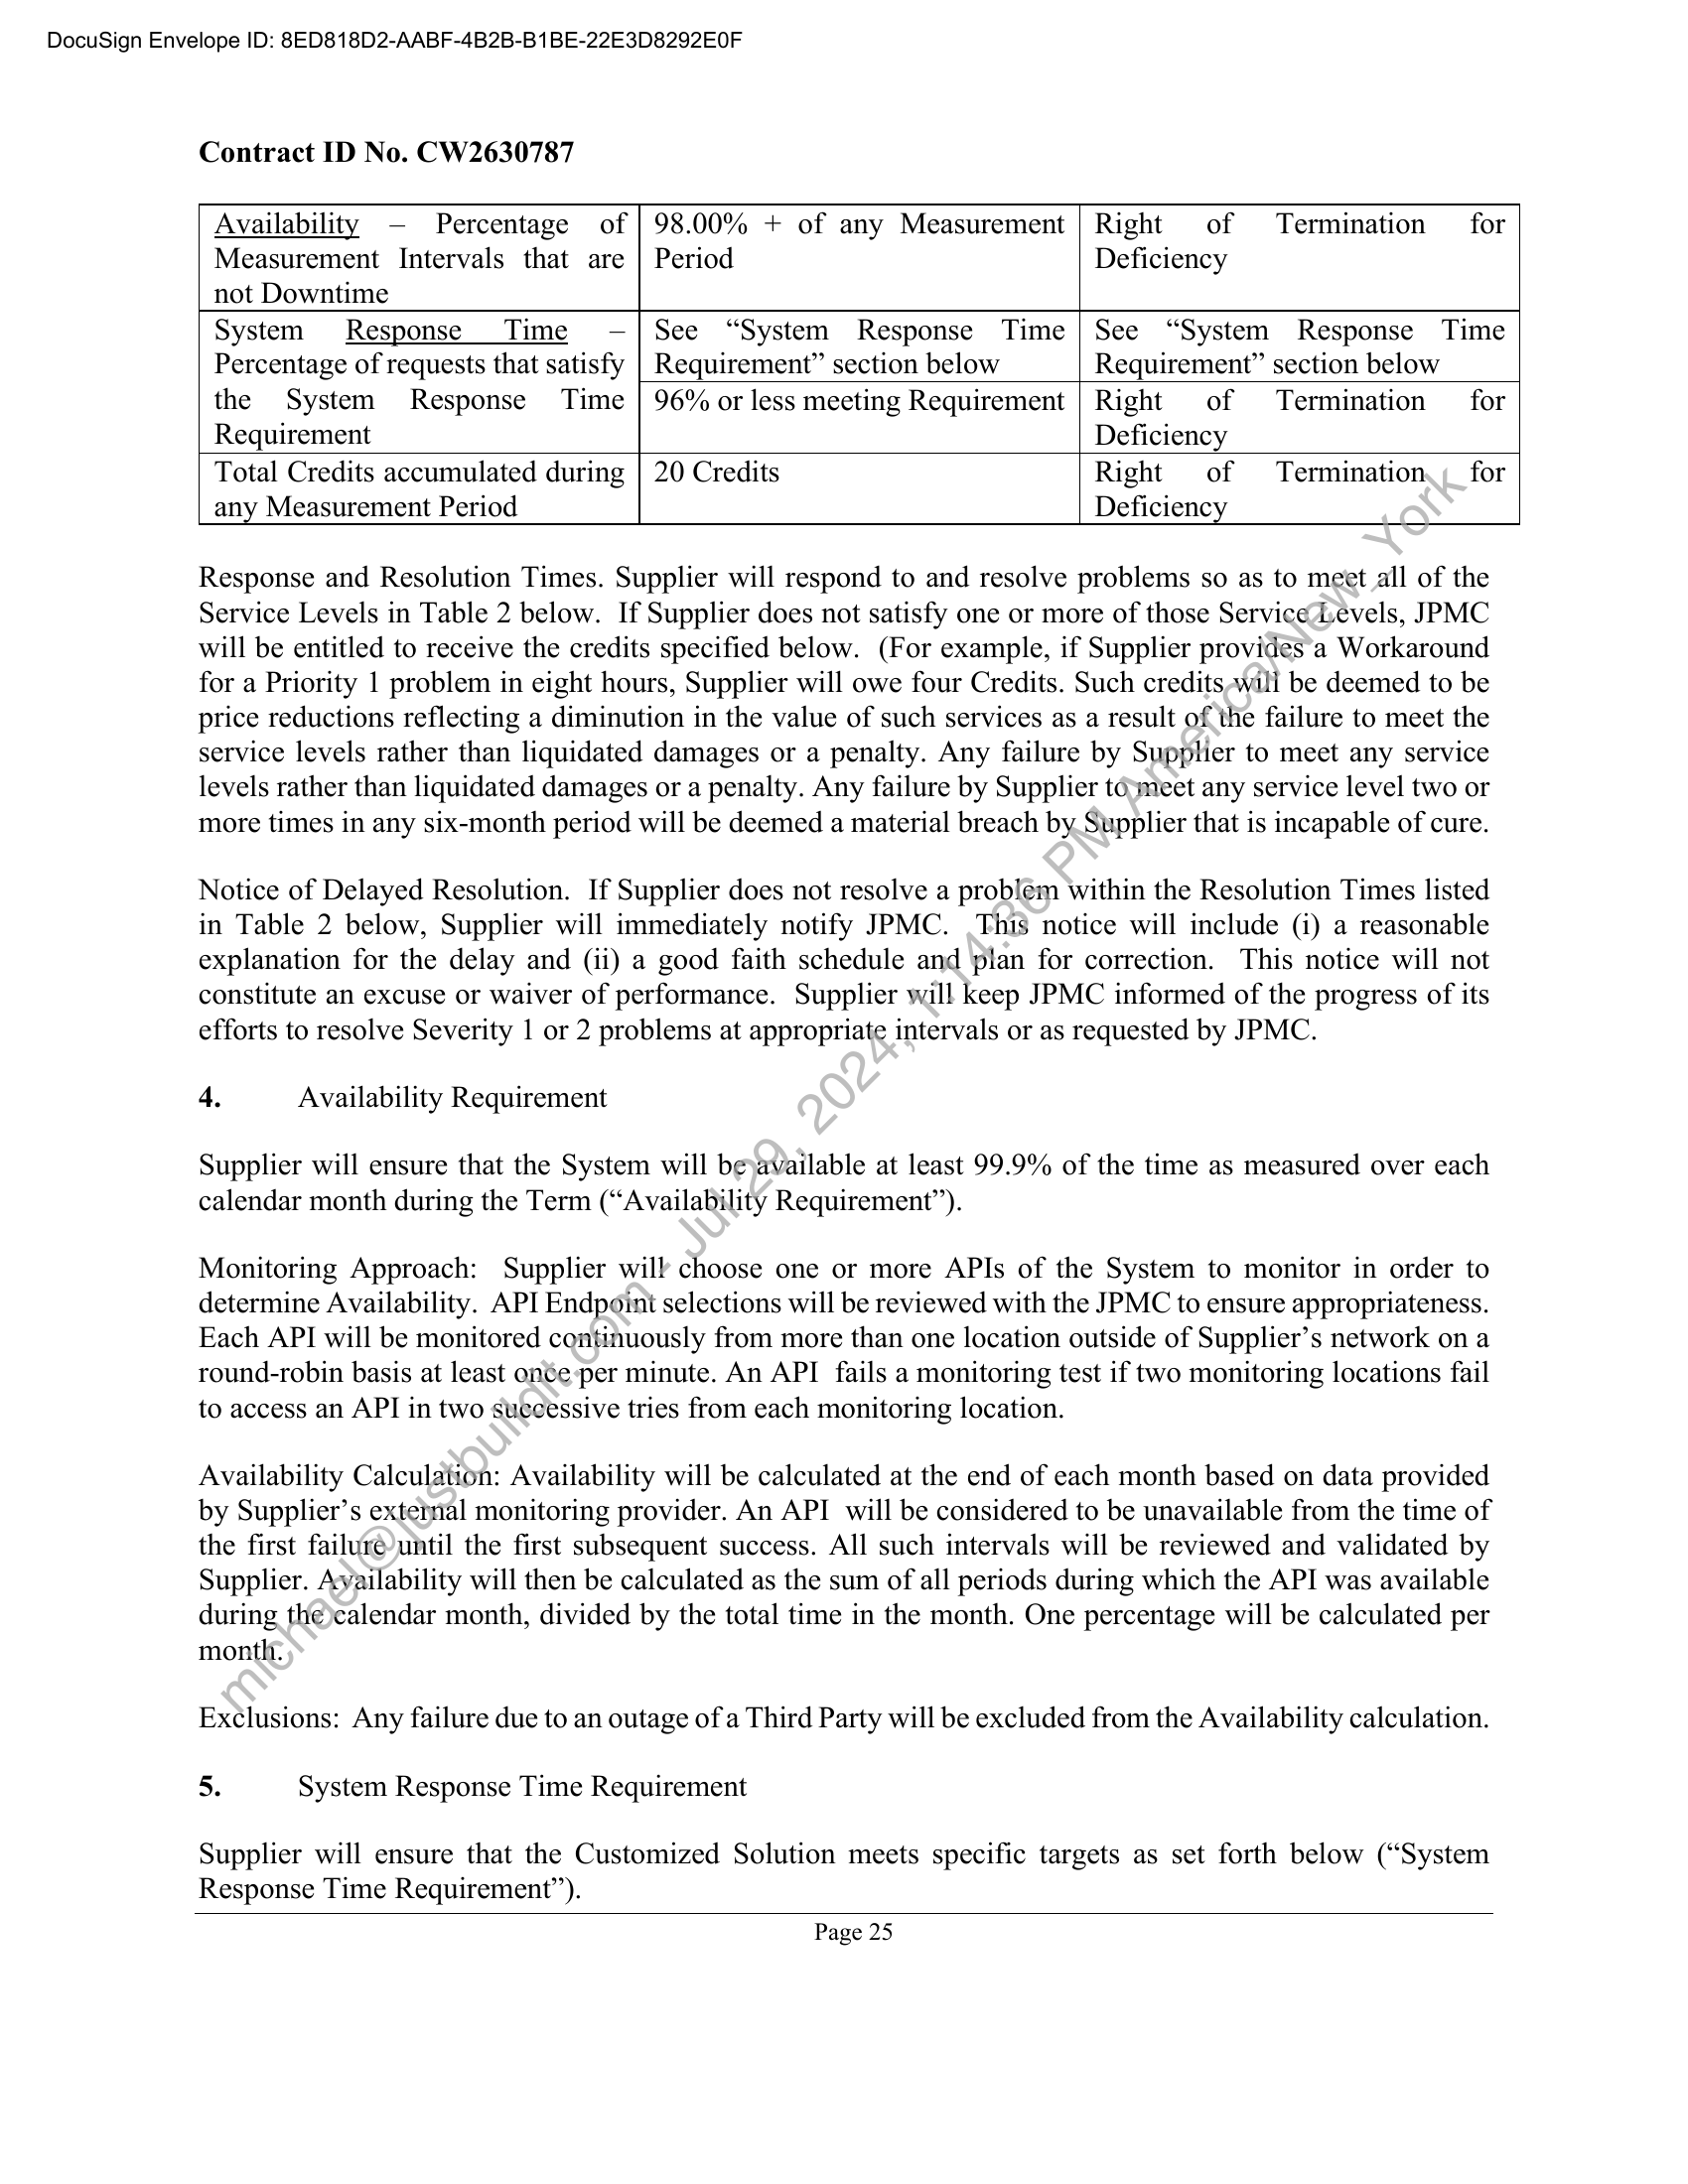 DocuSign Envelope ID: 8ED818D2-AABF-4B2B-B1BE-22E3D8292E0F
Contract ID No. CW2630787
Availability – Percentage of
Measurement Intervals that are
not Downtime
98.00% + of any Measurement
Period
Right of Termination for
Deficiency
System Response Time –
Percentage of requests that satisfy
the System Response Time
Requirement
See “System Response Time
Requirement” section below
See “System Response Time
Requirement” section below
96% or less meeting Requirement
Right of Termination for
Deficiency
Total Credits accumulated during
any Measurement Period
20 Credits
Right of Termination for
Deficiency
Response and Resolution Times. Supplier will respond to and resolve problems so as to meet all of the
Service Levels in Table 2 below.  If Supplier does not satisfy one or more of those Service Levels, JPMC
will be entitled to receive the credits specified below.  (For example, if Supplier provides a Workaround
for a Priority 1 problem in eight hours, Supplier will owe four Credits. Such credits will be deemed to be
price reductions reflecting a diminution in the value of such services as a result of the failure to meet the
service levels rather than liquidated damages or a penalty. Any failure by Supplier to meet any service
levels rather than liquidated damages or a penalty. Any failure by Supplier to meet any service level two or
more times in any six-month period will be deemed a material breach by Supplier that is incapable of cure.
Notice of Delayed Resolution.  If Supplier does not resolve a problem within the Resolution Times listed
in Table 2 below, Supplier will immediately notify JPMC.  This notice will include (i) a reasonable
explanation for the delay and (ii) a good faith schedule and plan for correction.  This notice will not
constitute an excuse or waiver of performance.  Supplier will keep JPMC informed of the progress of its
efforts to resolve Severity 1 or 2 problems at appropriate intervals or as requested by JPMC.
4. Availability Requirement
Supplier will ensure that the System will be available at least 99.9% of the time as measured over each
calendar month during the Term (“Availability Requirement”).
Monitoring Approach:  Supplier will choose one or more APIs of the System to monitor in order to
determine Availability.  API Endpoint selections will be reviewed with the JPMC to ensure appropriateness.
Each API will be monitored continuously from more than one location outside of Supplier’s network on a
round-robin basis at least once per minute. An API  fails a monitoring test if two monitoring locations fail
to access an API in two successive tries from each monitoring location.
Availability Calculation: Availability will be calculated at the end of each month based on data provided
by Supplier’s external monitoring provider. An API  will be considered to be unavailable from the time of
the first failure until the first subsequent success. All such intervals will be reviewed and validated by
Supplier. Availability will then be calculated as the sum of all periods during which the API was available
during the calendar month, divided by the total time in the month. One percentage will be calculated per
month.
Exclusions:  Any failure due to an outage of a Third Party will be excluded from the Availability calculation.
5. System Response Time Requirement
Supplier will ensure that the Customized Solution meets specific targets as set forth below (“System
Response Time Requirement”).
Page 25
michael@justbuildit.com - Jul 29, 2024, 1:14:36 PM America/New_York